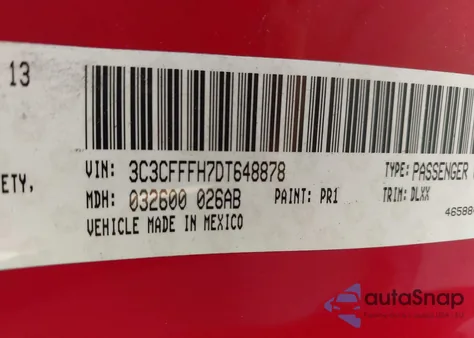 13
VIN: 3C3CFFFH7DT648878
TYPE: PASSENGER
ETY,
MDH: 032600 026AB
PAINT: PR1
TRIM: DLXX
VEHICLE MADE IN MEXICO
autoSnap